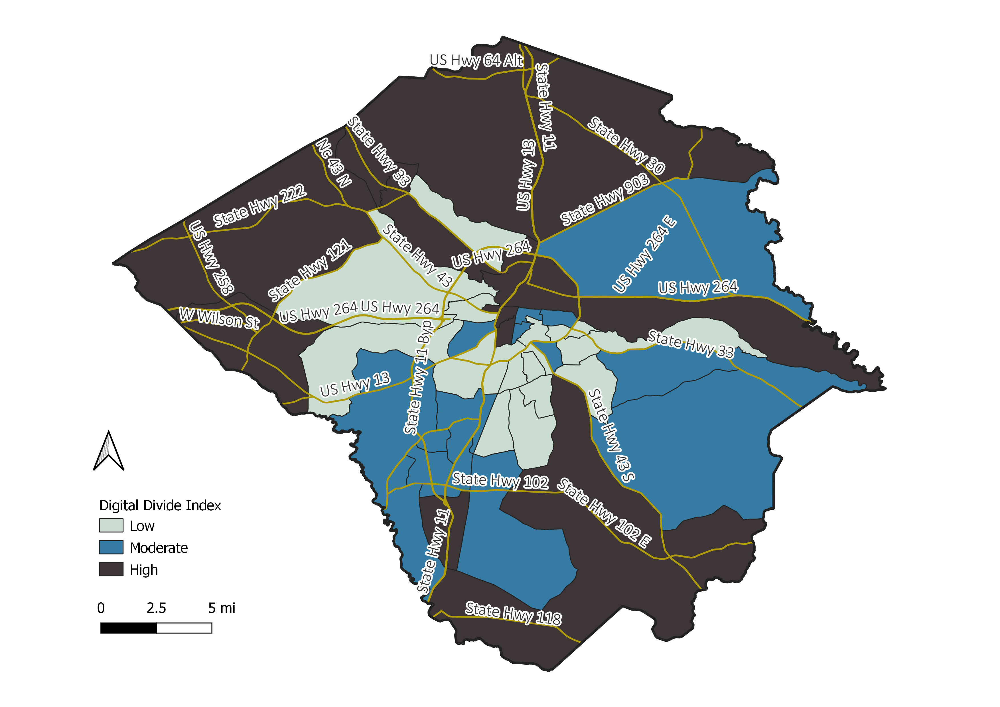 US Hwy 64 Alt
State Hwy 11
State Hwy 33
Nc 43 N
US Hwy 13
State Hwy 30
State Hwy 903
State Hwy 222
US Hwy 258
State Hwy 43
US Hwy 264
State Hwy 121
US Hwy 264 E
US Hwy 264
W Wilson St
US Hwy 264
US Hwy 264
State Hwy 11 Byp
State Hwy 33
US Hwy 13
State Hwy 11 Byp
State Hwy 43 S
State Hwy 102
State Hwy 102 E
State Hwy 11
State Hwy 118
Digital Divide Index
Low
Moderate
High
0 2.5 5 mi